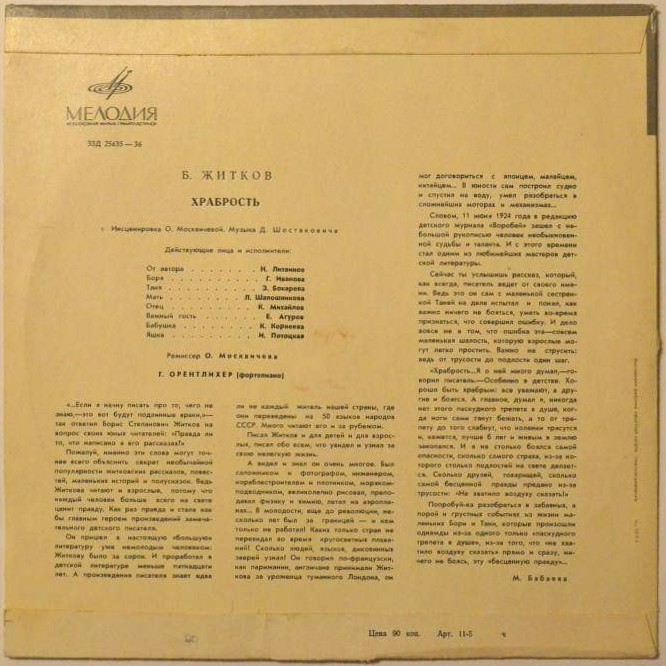 МЕЛОДИЯ
33Д 25635—36
Б. ЖИТКОВ
ХРАБРОСТЬ
Инсценировка О. Москвичевой. Музыка Д. Шостаковича
Действующие лица и исполнители:
От автора . . . . . . . . Н. Литвинов
Боря . . . . . . . . Г. Иванова
Таня . . . . . . . . З. Бокарева
Мать . . . . . . . . Л. Шапошникова
Отец . . . . . . . . К. Михайлов
Важный гость . . . . . . . Е. Агуров
Бабушка . . . . . . . . К. Корнеева
Яшка . . . . . . . . Н. Потоцкая
Режиссер О. Москвичева
Г. ОРЕНТЛИХЕР (фортепиано)
«...Если я начну писать про то, чего не
знаю,—это вот будут подлинные враки»,—
так ответил Борис Степанович Житков на
вопрос своих юных читателей: «Правда ли
то, что написано в его рассказах?»
Пожалуй, именно эти слова могут точ-
нее всего объяснить секрет необычайной
популярности житковских рассказов, повес-
тей, маленьких историй и полусказок. Ведь
Житкова читают и взрослые, потому что
каждый человек больше всего на свете
ценит правду. Как раз правда и стала как
бы главным героем произведений замеча-
тельного детского писателя.
Он пришел в настоящую «большую»
литературу уже немолодым человеком:
Житкову было за сорок. И проработал в
детской литературе меньше пятнадцати
лет. А произведения писателя знает едва
ли не каждый житель нашей страны, где
они переведены на 50 языков народов
СССР. Много читают его и за рубежом.
Писал Житков и для детей и для взрос-
лых, писал обо всем, что увидел и узнал за
свою нелегкую жизнь.
А видел и знал он очень многое. Был
садовником и фотографом, инженером,
кораблестроителем и плотником, моряком-
подводником, великолепно рисовал, препо-
давал физику и химию, летал на аэропла-
нах... В молодости, еще до революции, не-
сколько лет был за границей — и кем
только не работал! Каких только стран не
перевидал во время кругосветных плава-
ний! Сколько людей, языков, диковинных
зверей узнал! Он говорил по-французски,
как парижанин, англичане принимали Жит-
кова за уроженца туманного Лондона, он
мог договориться с японцем, малайцем,
китайцем... В юности сам построил судно
и спустил на воду, умел разобраться в
сложнейших моторах и механизмах...
Словом, 11 июня 1924 года в редакцию
детского журнала «Воробей» зашел с не-
большой рукописью человек необыкновен-
ной судьбы и таланта. И с этого времени
стал одним из любимейших мастеров дет-
ской литературы.
Сейчас ты услышишь рассказ, который,
как всегда, писатель ведет от своего име-
ни. Ведь это он сам с маленькой сестрен-
кой Таней на деле испытал и понял, как
важно ничего не бояться, уметь во-время
признаться, что совершил ошибку. И дело
вовсе не в том, что ошибка эта—совсем
маленькая шалость, которую взрослые мо-
гут легко простить. Важно не струсить:
ведь от трусости до подлости один шаг.
«Храбрость...Я о ней много думал,—го-
ворил писатель.—Особенно в детстве. Хо-
рошо быть храбрым: все уважают, а дру-
гие и боятся. А главное, думал я, никогда
нет этого паскудного трепета в душе, ког-
да ноги сами тянут бежать, а то от тре-
пету до того слабнут, что коленки трясутся
и, кажется, лучше б лег и живым в землю
закопался. И я не столько боялся самой
опасности, сколько самого страха, из-за ко-
торого столько подлостей на свете делает-
ся. Сколько друзей, товарищей, сколько
самой бесценной правды предано из-за
трусости: «Не хватило воздуху сказать!»
Попробуй-ка разобраться в забавных, а
порой и грустных событиях из жизни ма-
леньких Бори и Тани, которые произошли
однажды из-за одного только «паскудного
трепета в душе», из-за того, что «не хва-
тило воздуху сказать» прямо и сразу, ни-
чего не боясь, эту «бесценную правду»...
М. Бабаева
Цена 90 коп. Арт. 11-5 ч